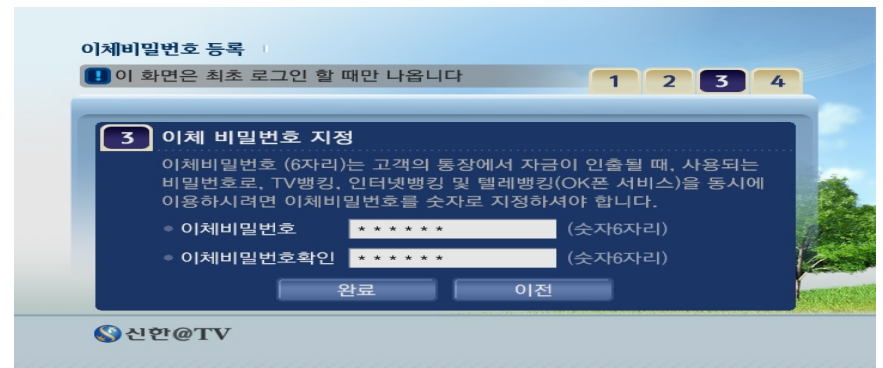 이체비밀번호 등록
이 화면은 최초 로그인 할 때만 나옵니다
1 2 3 4
3 이체 비밀번호 지정
이체비밀번호 (6자리)는 고객의 통장에서 자금이 인출될 때, 사용되는
비밀번호로, TV뱅킹, 인터넷뱅킹 및 텔레뱅킹(OK폰 서비스)을 동시에
이용하시려면 이체비밀번호를 숫자로 지정하셔야 합니다.
이체비밀번호 * * * * * * (숫자6자리)
이체비밀번호확인 * * * * * * (숫자6자리)
완료 이전
신한@TV